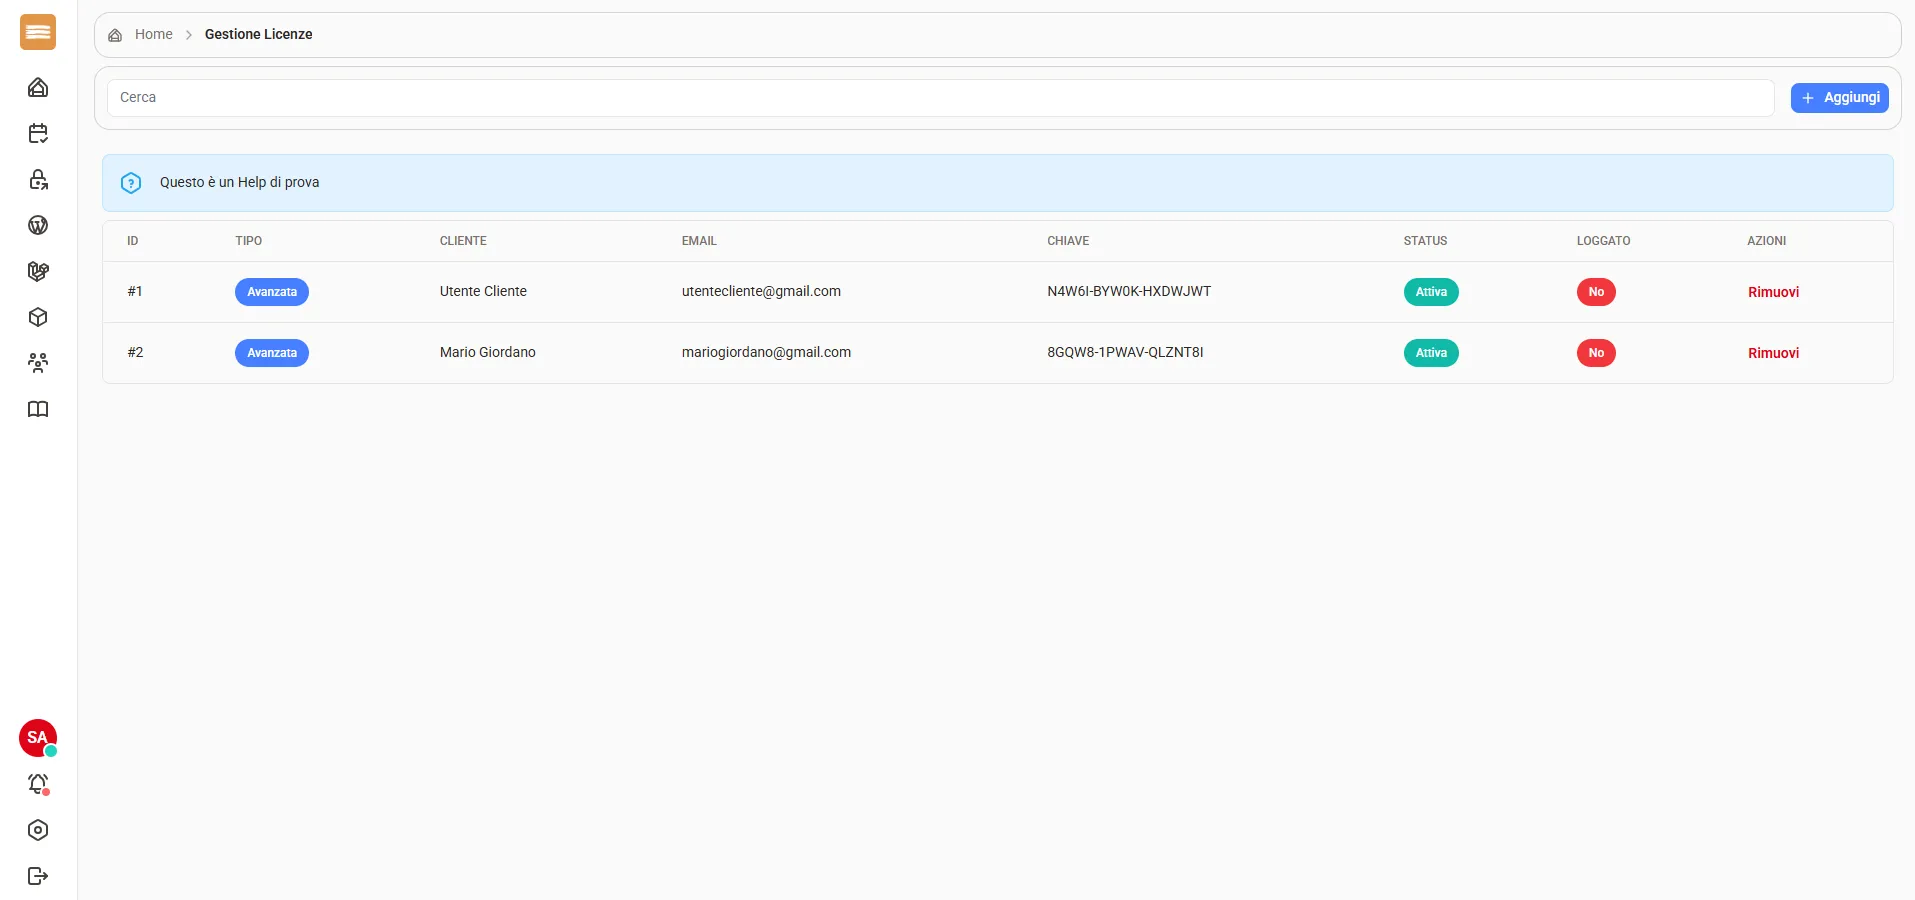 Home > Gestione Licenze
Cerca
+ Aggiungi
Questo è un Help di prova
ID TIPO CLIENTE EMAIL CHIAVE STATUS LOGGATO AZIONI
#1 Avanzata Utente Cliente utentecliente@gmail.com N4W6I-BYW0K-HXDWJWT Attiva No Rimuovi
#2 Avanzata Mario Giordano mariogiordano@gmail.com 8GQW8-1PWAV-QLZNT8I Attiva No Rimuovi
SA